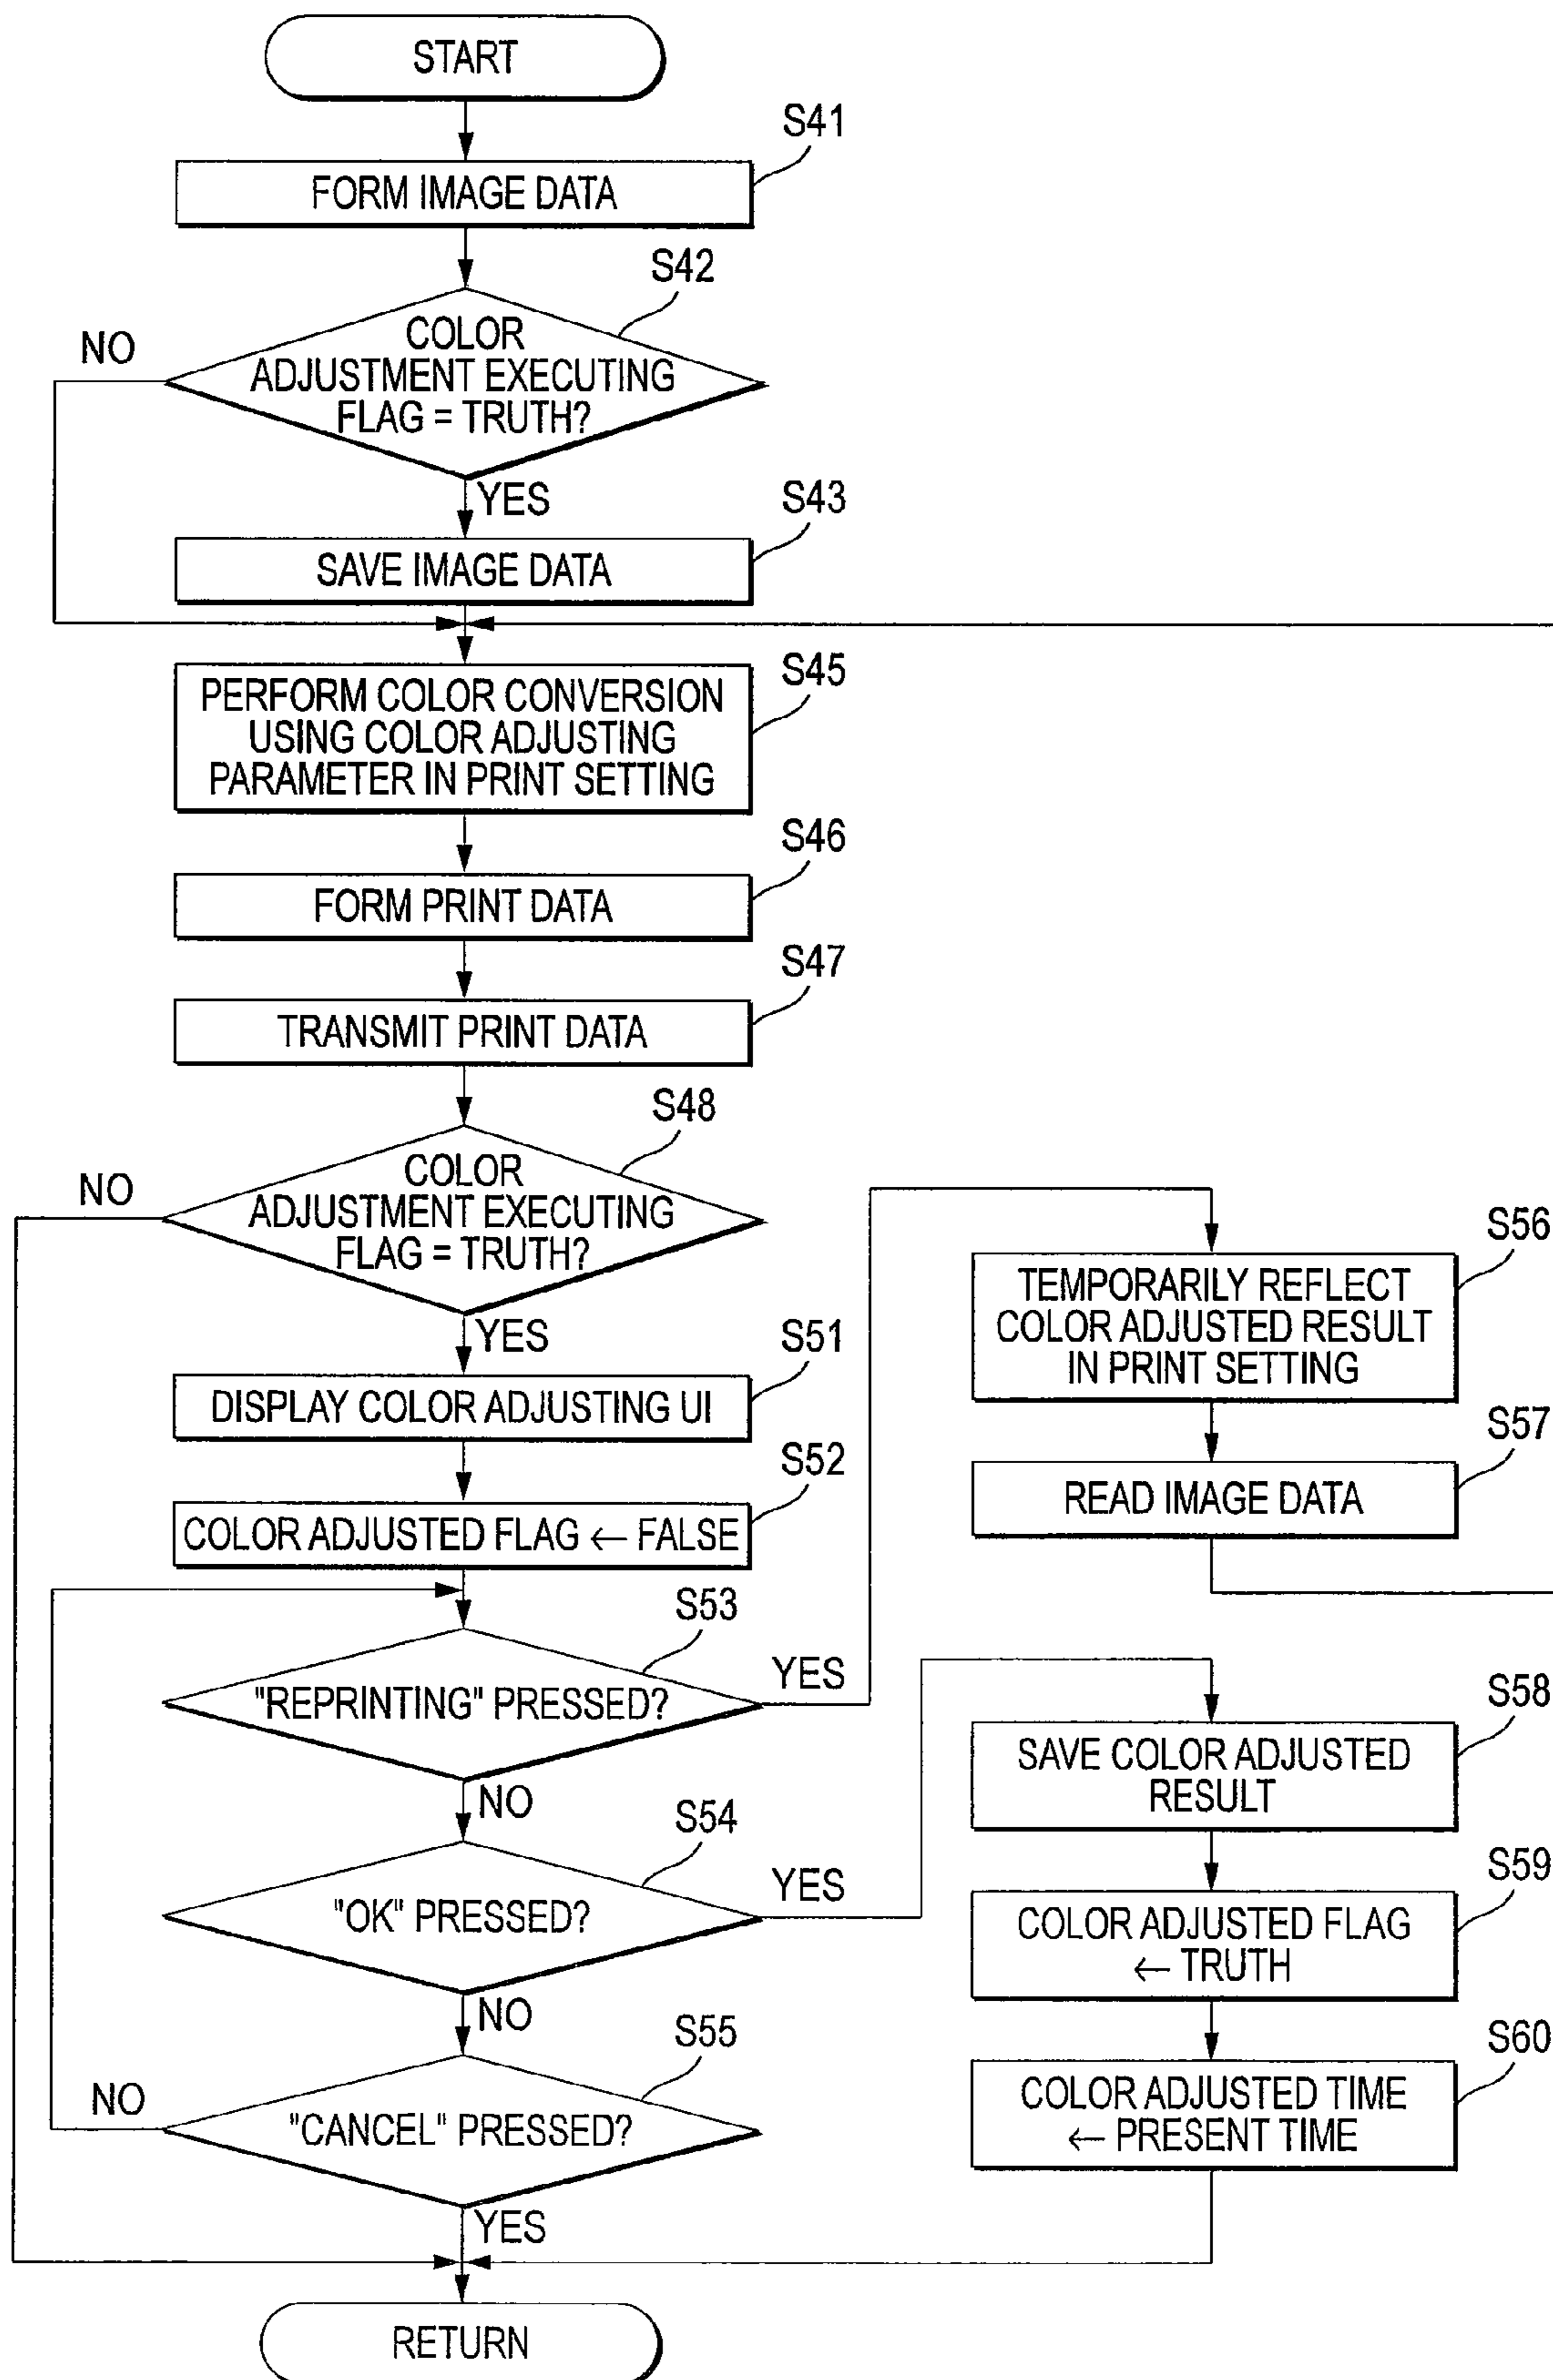 START
S41
FORM IMAGE DATA
S42
COLOR
ADJUSTMENT EXECUTING
FLAG = TRUTH?
NO
YES
S43
SAVE IMAGE DATA
S45
PERFORM COLOR CONVERSION
USING COLOR ADJUSTING
PARAMETER IN PRINT SETTING
S46
FORM PRINT DATA
S47
TRANSMIT PRINT DATA
S48
COLOR
ADJUSTMENT EXECUTING
FLAG = TRUTH?
NO
YES
S51
DISPLAY COLOR ADJUSTING UI
S52
COLOR ADJUSTED FLAG ← FALSE
S53
"REPRINTING" PRESSED?
YES
NO
S54
"OK" PRESSED?
YES
NO
S55
"CANCEL" PRESSED?
NO
YES
S56
TEMPORARILY REFLECT
COLOR ADJUSTED RESULT
IN PRINT SETTING
S57
READ IMAGE DATA
S58
SAVE COLOR ADJUSTED
RESULT
S59
COLOR ADJUSTED FLAG
← TRUTH
S60
COLOR ADJUSTED TIME
← PRESENT TIME
RETURN